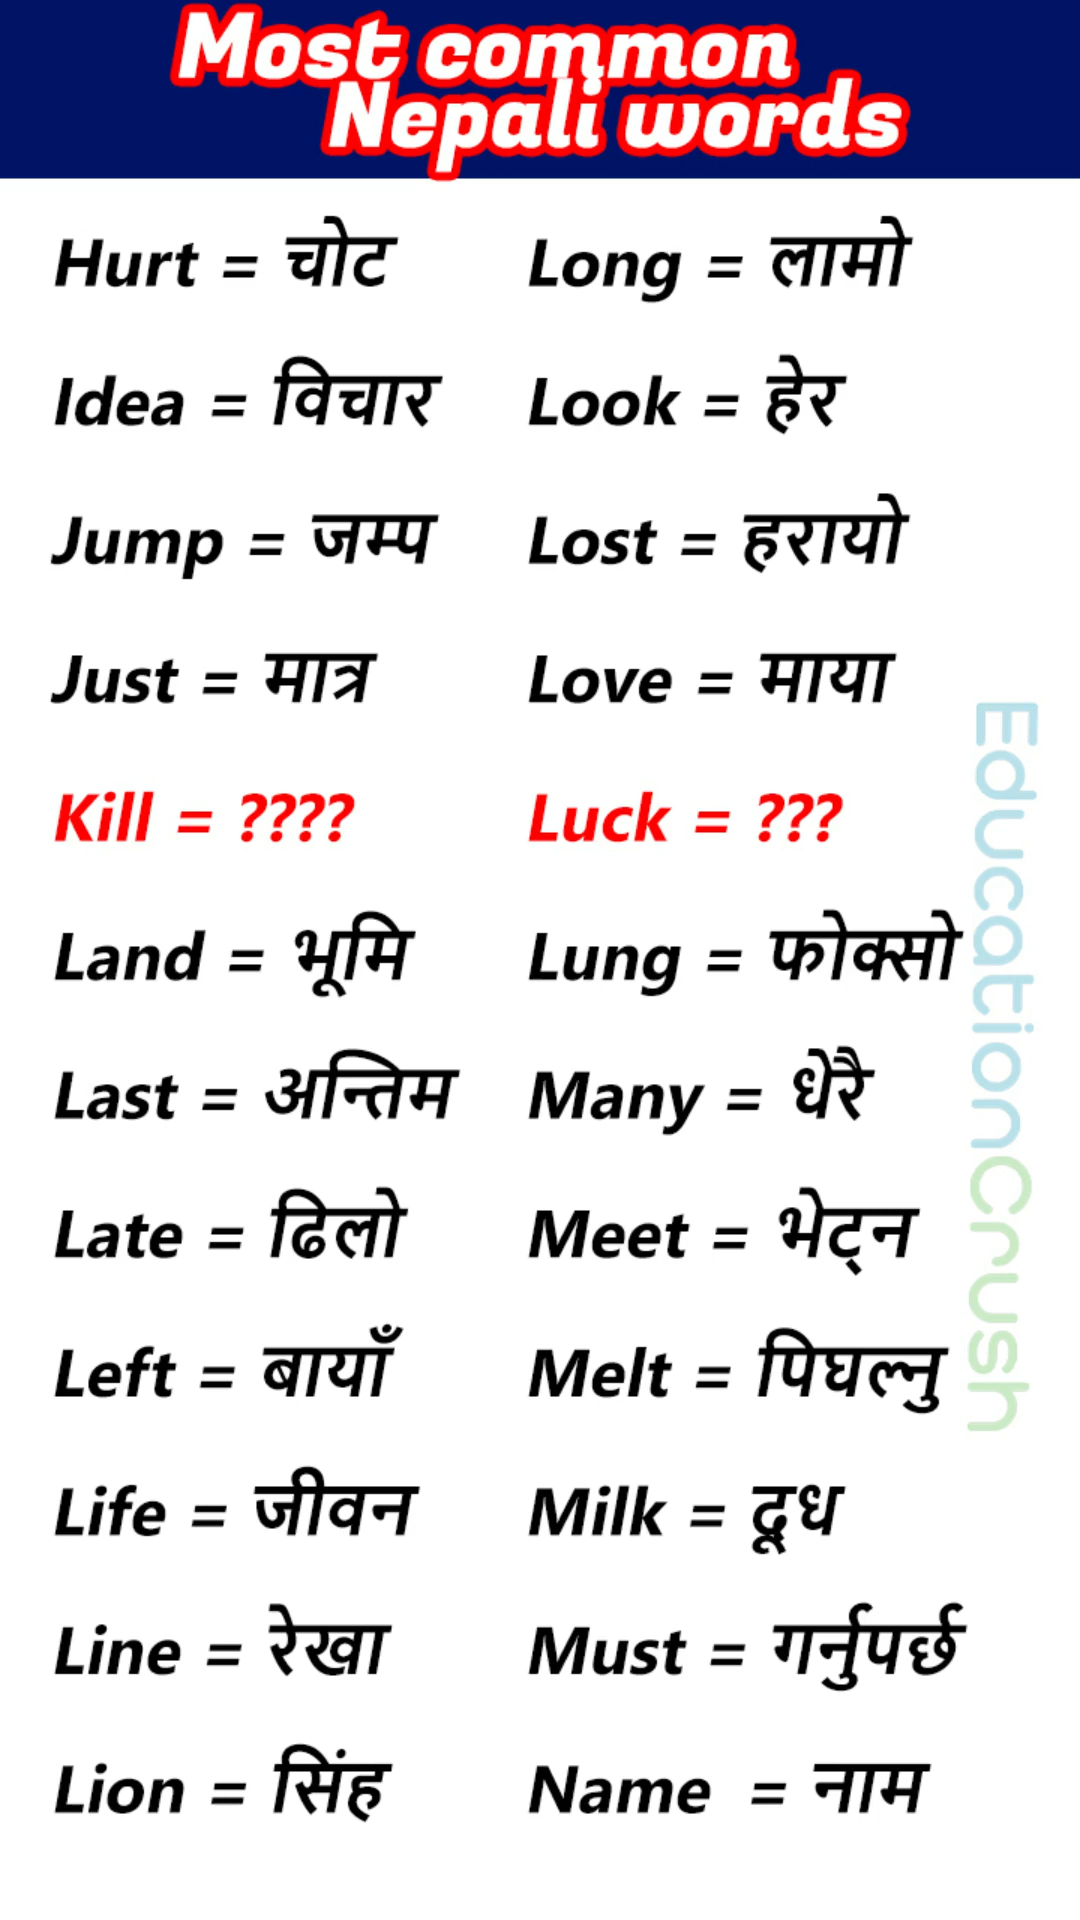 Most common
Nepali words
Hurt = चोट
Idea = विचार
Jump = जम्प
Just = मात्र
Kill = ????
Land = भूमि
Last = अन्तिम
Late = ढिलो
Left = बायाँ
Life = जीवन
Line = रेखा
Lion = सिंह
Long = लामो
Look = हेर
Lost = हरायो
Love = माया
Luck = ???
Lung = फोक्सो
Many = धेरै
Meet = भेट्न
Melt = पिघल्नु
Milk = दूध
Must = गर्नुपर्छ
Name = नाम
EducationCrush